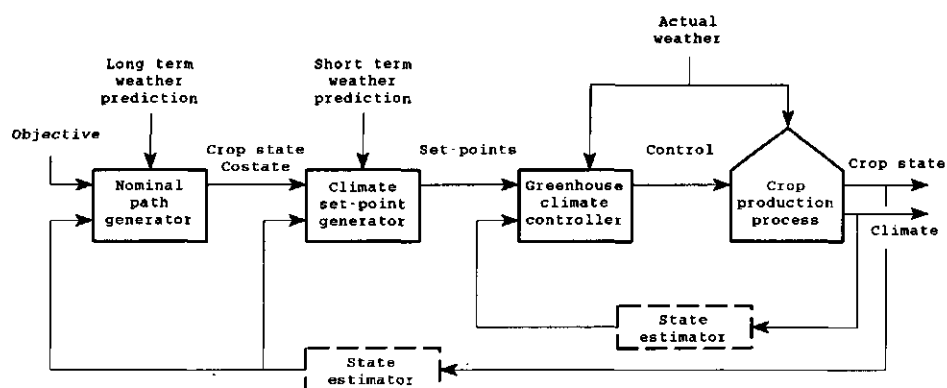 Actual
weather
Long term
weather
prediction
Short term
weather
prediction
Objective
Crop state
Costate
Set-points
Control
Crop state
Nominal
path
generator
Climate
set-point
generator
Greenhouse
climate
controller
Crop
production
process
Climate
State
estimator
State
estimator